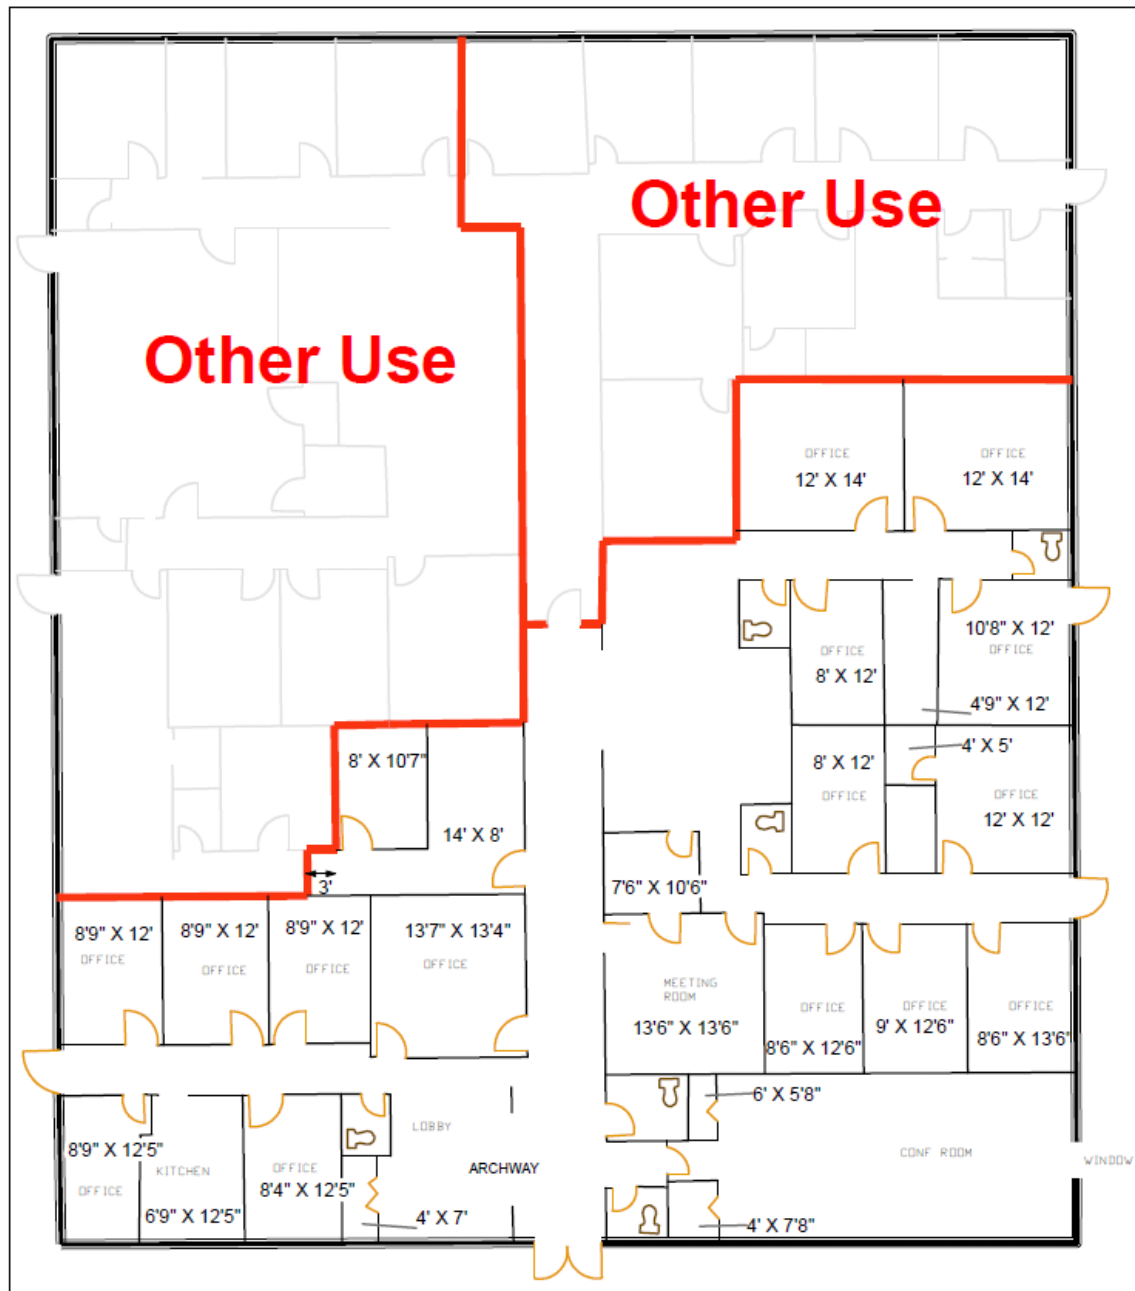 Other Use
Other Use
OFFICE
12' X 14'
OFFICE
12' X 14'
10'8" X 12'
OFFICE
OFFICE
8' X 12'
4'9" X 12'
8' X 10'7"
8' X 12'
OFFICE
4' X 5'
OFFICE
12' X 12'
14' X 8'
3'
7'6" X 10'6"
8'9" X 12'
OFFICE
8'9" X 12'
OFFICE
8'9" X 12'
OFFICE
13'7" X 13'4"
OFFICE
MEETING
ROOM
13'6" X 13'6"
OFFICE
8'6" X 12'6"
OFFICE
9' X 12'6"
OFFICE
8'6" X 13'6"
6' X 5'8"
LOBBY
ARCHWAY
CONF ROOM
WINDOW
8'9" X 12'5"
OFFICE
KITCHEN
6'9" X 12'5"
OFFICE
8'4" X 12'5"
4' X 7'
4' X 7'8"